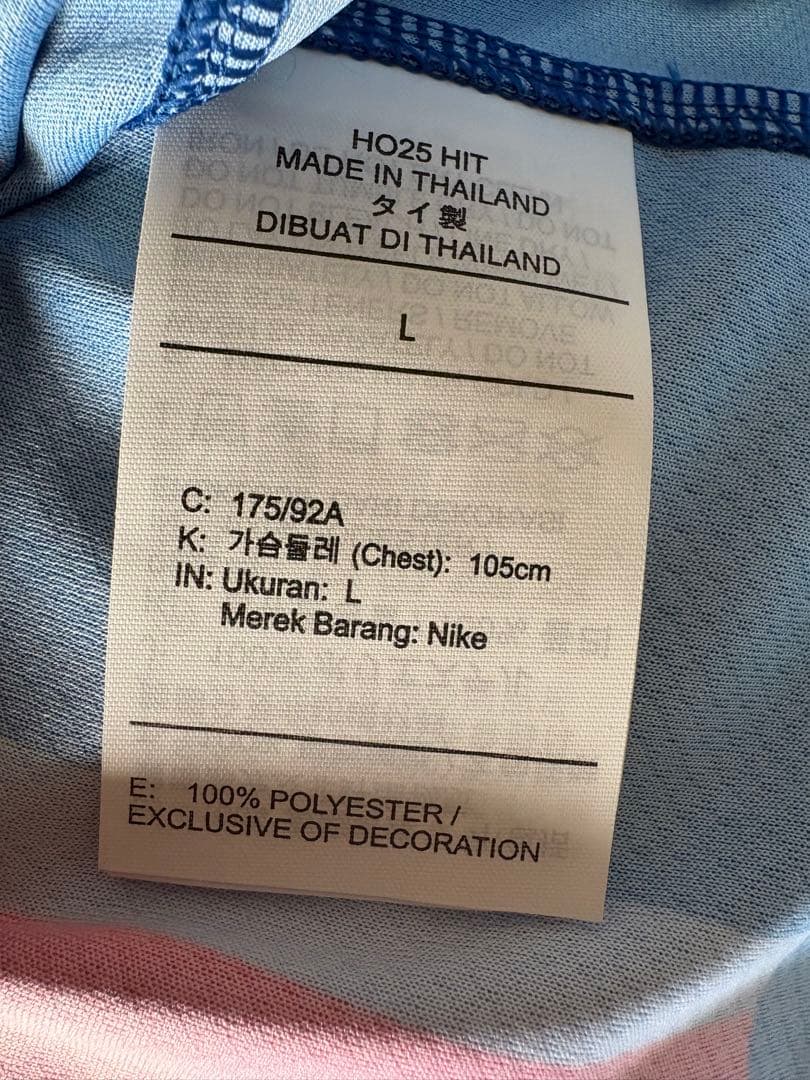 HO25 HIT
MADE IN THAILAND
タイ製
DIBUAT DI THAILAND
L
C: 175/92A
K: 가슴둘레 (Chest): 105cm
IN: Ukuran: L
Merek Barang: Nike
E: 100% POLYESTER /
EXCLUSIVE OF DECORATION